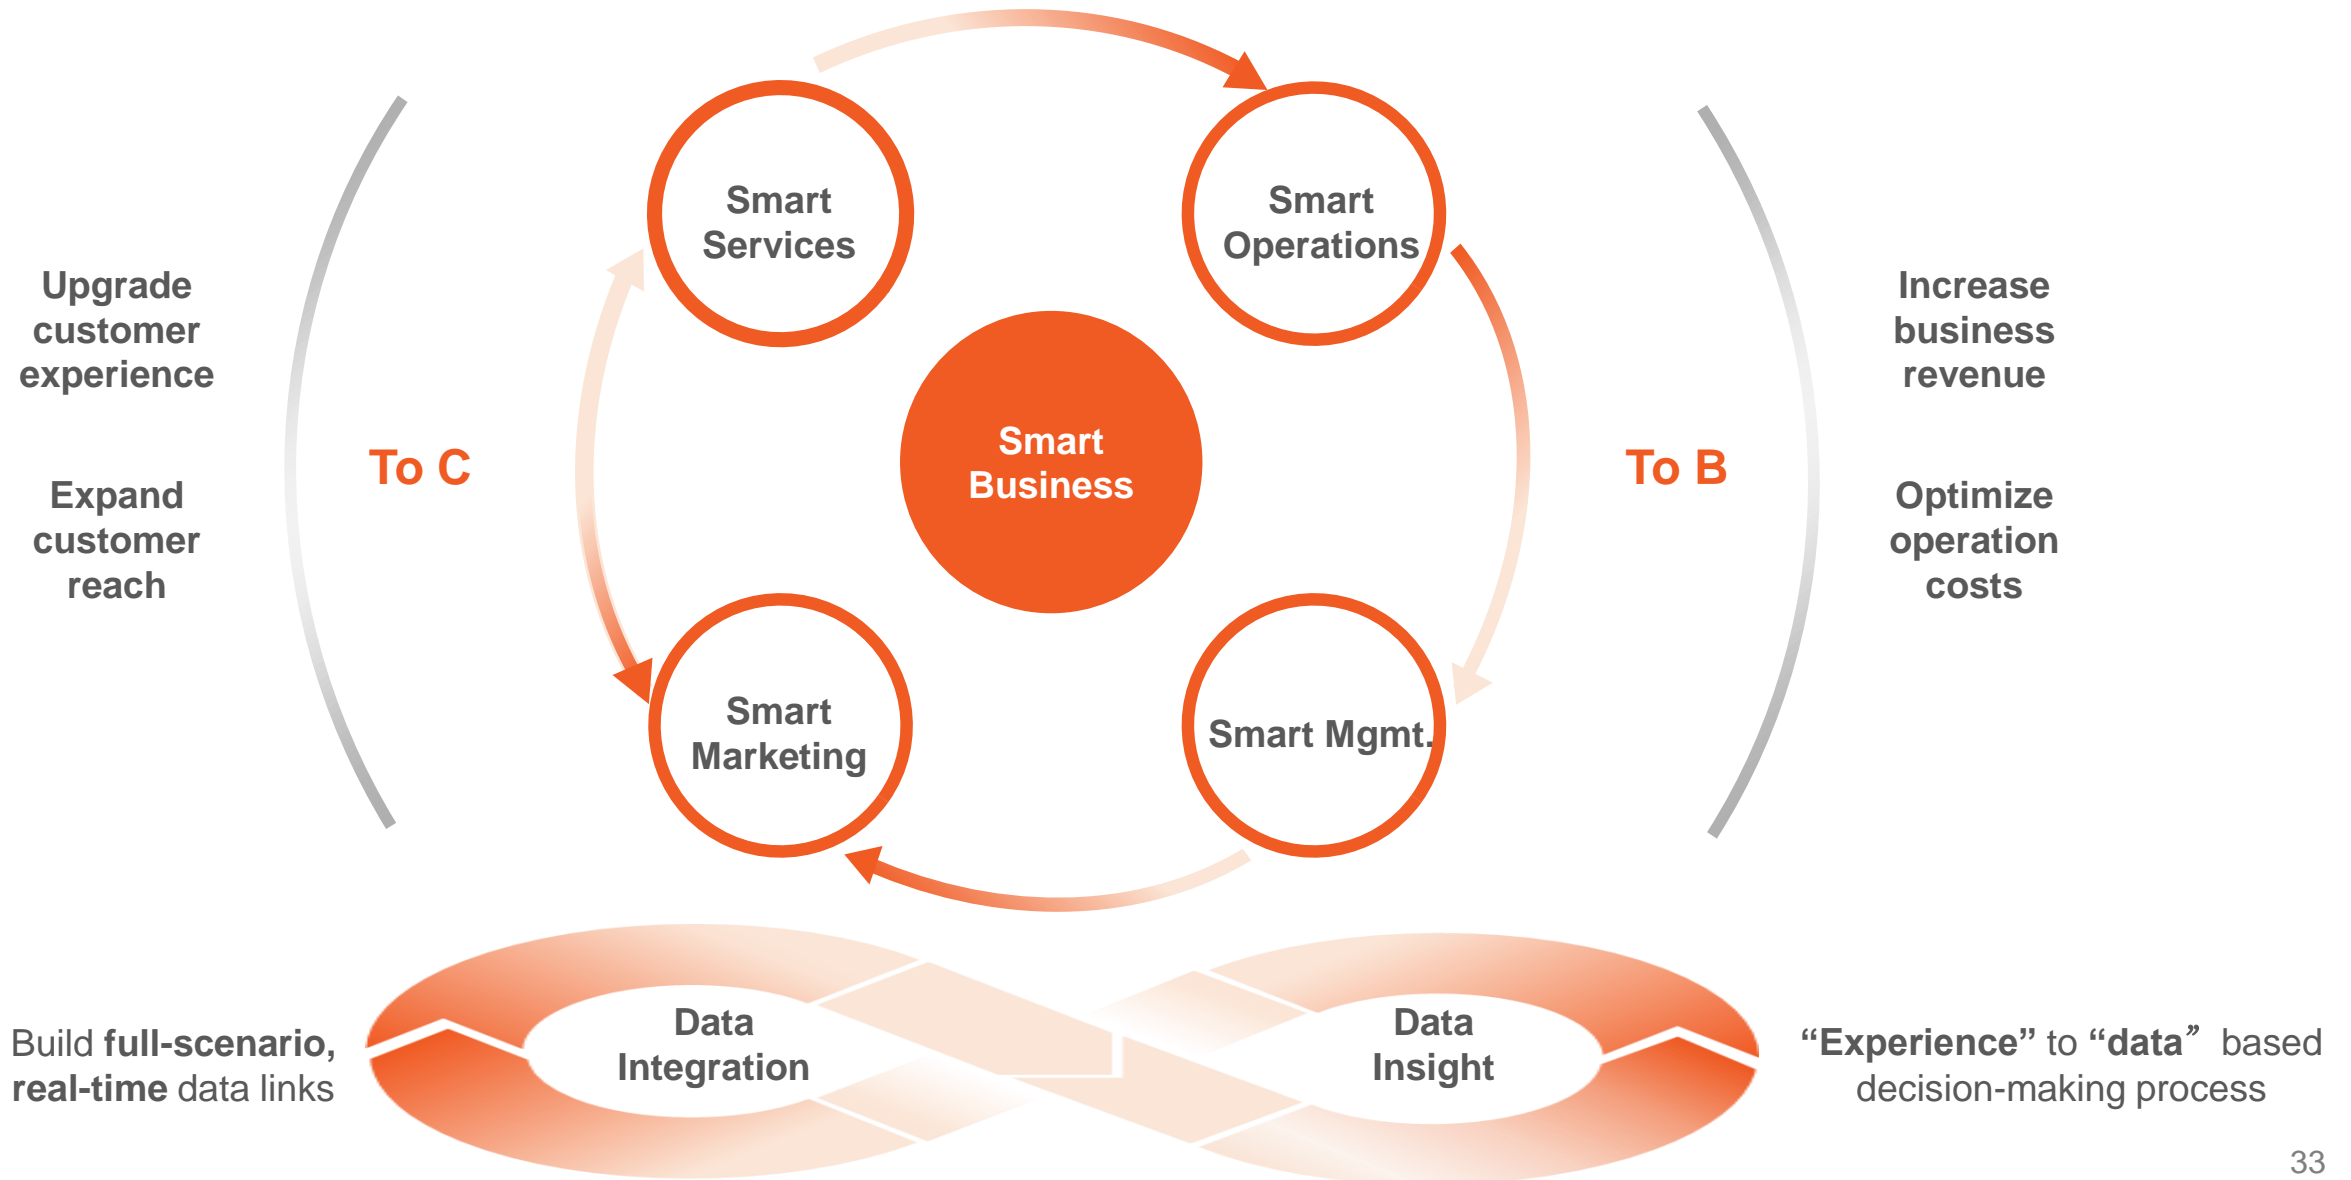 Smart
Services
Smart
Operations
Upgrade
customer
experience
Expand
customer
reach
To C
Smart
Business
To B
Increase
business
revenue
Optimize
operation
costs
Smart
Marketing
Smart Mgmt.
Build full-scenario,
real-time data links
Data
Integration
Data
Insight
“Experience” to “data” based
decision-making process
33